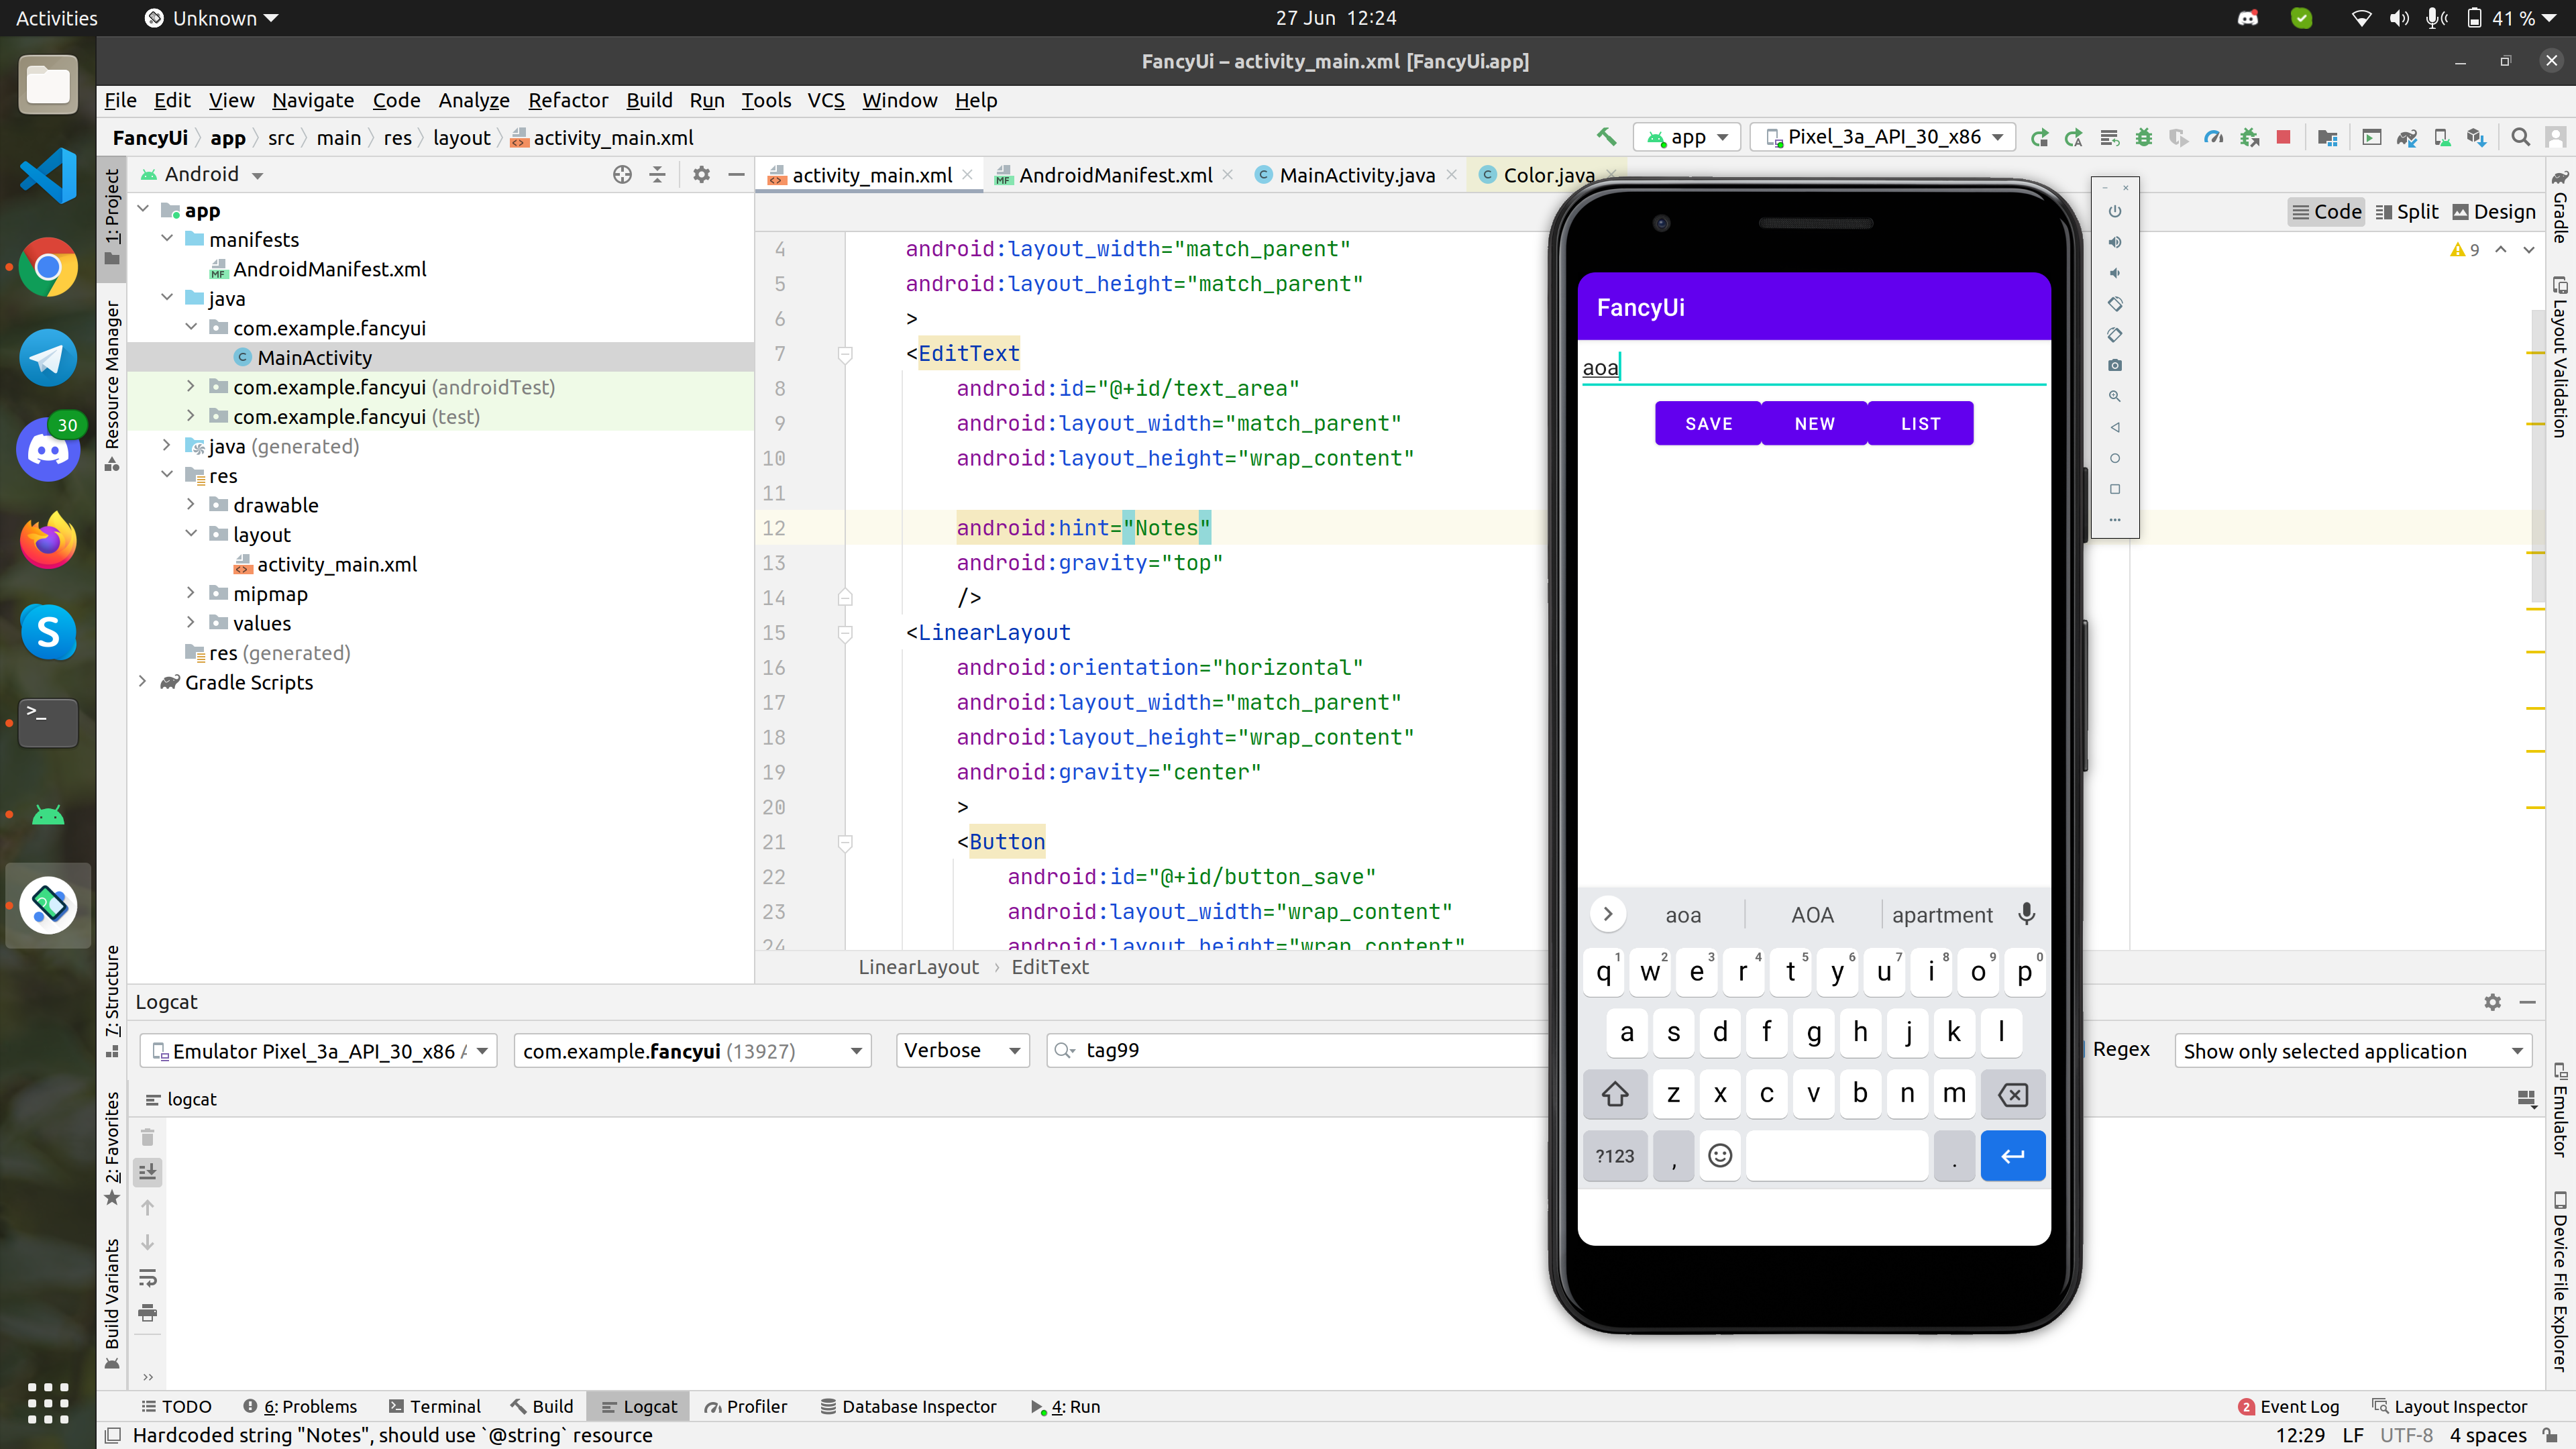 Activities
Unknown
27 Jun 12:24
41 %
FancyUi – activity_main.xml [FancyUi.app]
File Edit View Navigate Code Analyze Refactor Build Run Tools VCS Window Help
FancyUi app src main res layout activity_main.xml
app
Pixel_3a_API_30_x86
Android
activity_main.xml
AndroidManifest.xml
MainActivity.java
Color.java
Code
Split
Design
9
1: Project
Resource Manager
7: Structure
2: Favorites
Build Variants
Gradle
Layout Validation
Emulator
Device File Explorer
30
app
manifests
AndroidManifest.xml
java
com.example.fancyui
MainActivity
com.example.fancyui (androidTest)
com.example.fancyui (test)
java (generated)
res
drawable
layout
activity_main.xml
mipmap
values
res (generated)
Gradle Scripts
4 android:layout_width="match_parent"
5 android:layout_height="match_parent"
6 >
7 <EditText
8 android:id="@+id/text_area"
9 android:layout_width="match_parent"
10 android:layout_height="wrap_content"
11
12 android:hint="Notes"
13 android:gravity="top"
14 />
15 <LinearLayout
16 android:orientation="horizontal"
17 android:layout_width="match_parent"
18 android:layout_height="wrap_content"
19 android:gravity="center"
20 >
21 <Button
22 android:id="@+id/button_save"
23 android:layout_width="wrap_content"
24 android:layout_height="wrap_content"
LinearLayout › EditText
FancyUi
aoa
SAVE NEW LIST
aoa AOA apartment
q1 w2 e3 r4 t5 y6 u7 i8 o9 p0
a s d f g h j k l
z x c v b n m
?123 , .
Logcat
Emulator Pixel_3a_API_30_x86
com.example.fancyui (13927)
Verbose
tag99
Regex
Show only selected application
logcat
TODO
6: Problems
Terminal
Build
Logcat
Profiler
Database Inspector
4: Run
2 Event Log
Layout Inspector
Hardcoded string "Notes", should use `@string` resource
12:29 LF UTF-8 4 spaces